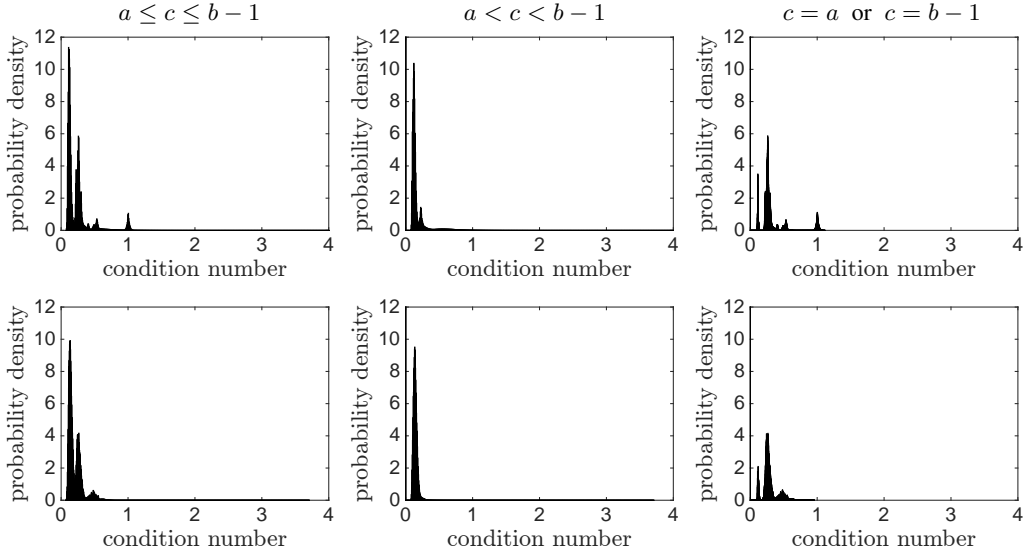 a ≤ c ≤ b − 1
a < c < b − 1
c = a or c = b − 1
probability density
12
10
8
6
4
2
0
0 1 2 3 4
condition number
probability density
12
10
8
6
4
2
0
0 1 2 3 4
condition number
probability density
12
10
8
6
4
2
0
0 1 2 3 4
condition number
probability density
12
10
8
6
4
2
0
0 1 2 3 4
condition number
probability density
12
10
8
6
4
2
0
0 1 2 3 4
condition number
probability density
12
10
8
6
4
2
0
0 1 2 3 4
condition number